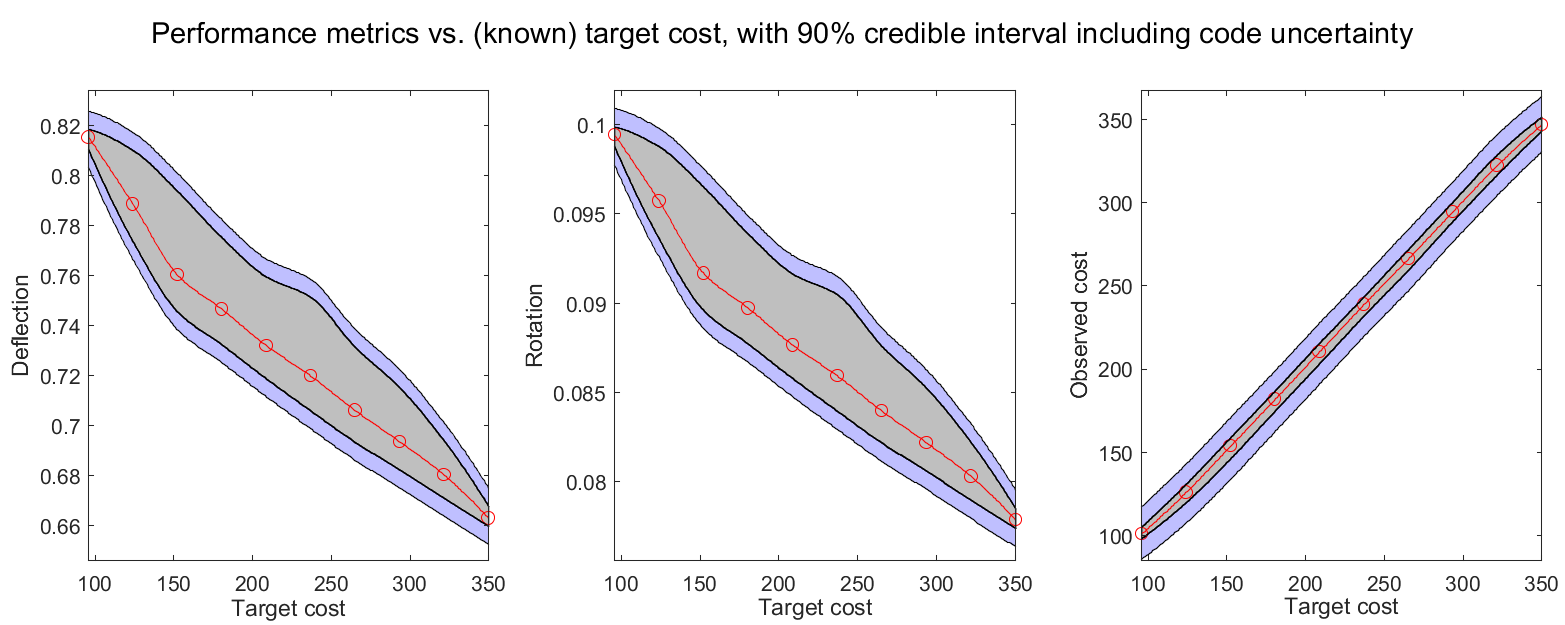 Performance metrics vs. (known) target cost, with 90% credible interval including code uncertainty
Deflection
0.82
0.8
0.78
0.76
0.74
0.72
0.7
0.68
0.66
100 150 200 250 300 350
Target cost
Rotation
0.1
0.095
0.09
0.085
0.08
100 150 200 250 300 350
Target cost
Observed cost
350
300
250
200
150
100
100 150 200 250 300 350
Target cost